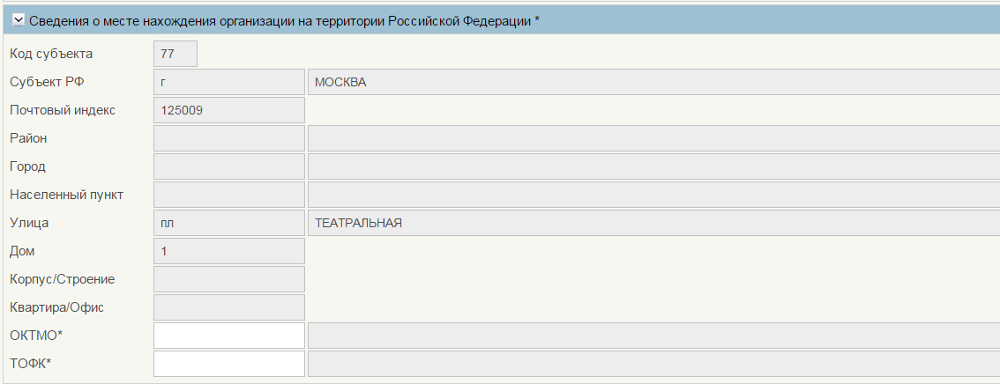 Сведения о месте нахождения организации на территории Российской Федерации *
Код субъекта 77
Субъект РФ г МОСКВА
Почтовый индекс 125009
Район
Город
Населенный пункт
Улица пл ТЕАТРАЛЬНАЯ
Дом 1
Корпус/Строение
Квартира/Офис
ОКТМО*
ТОФК*